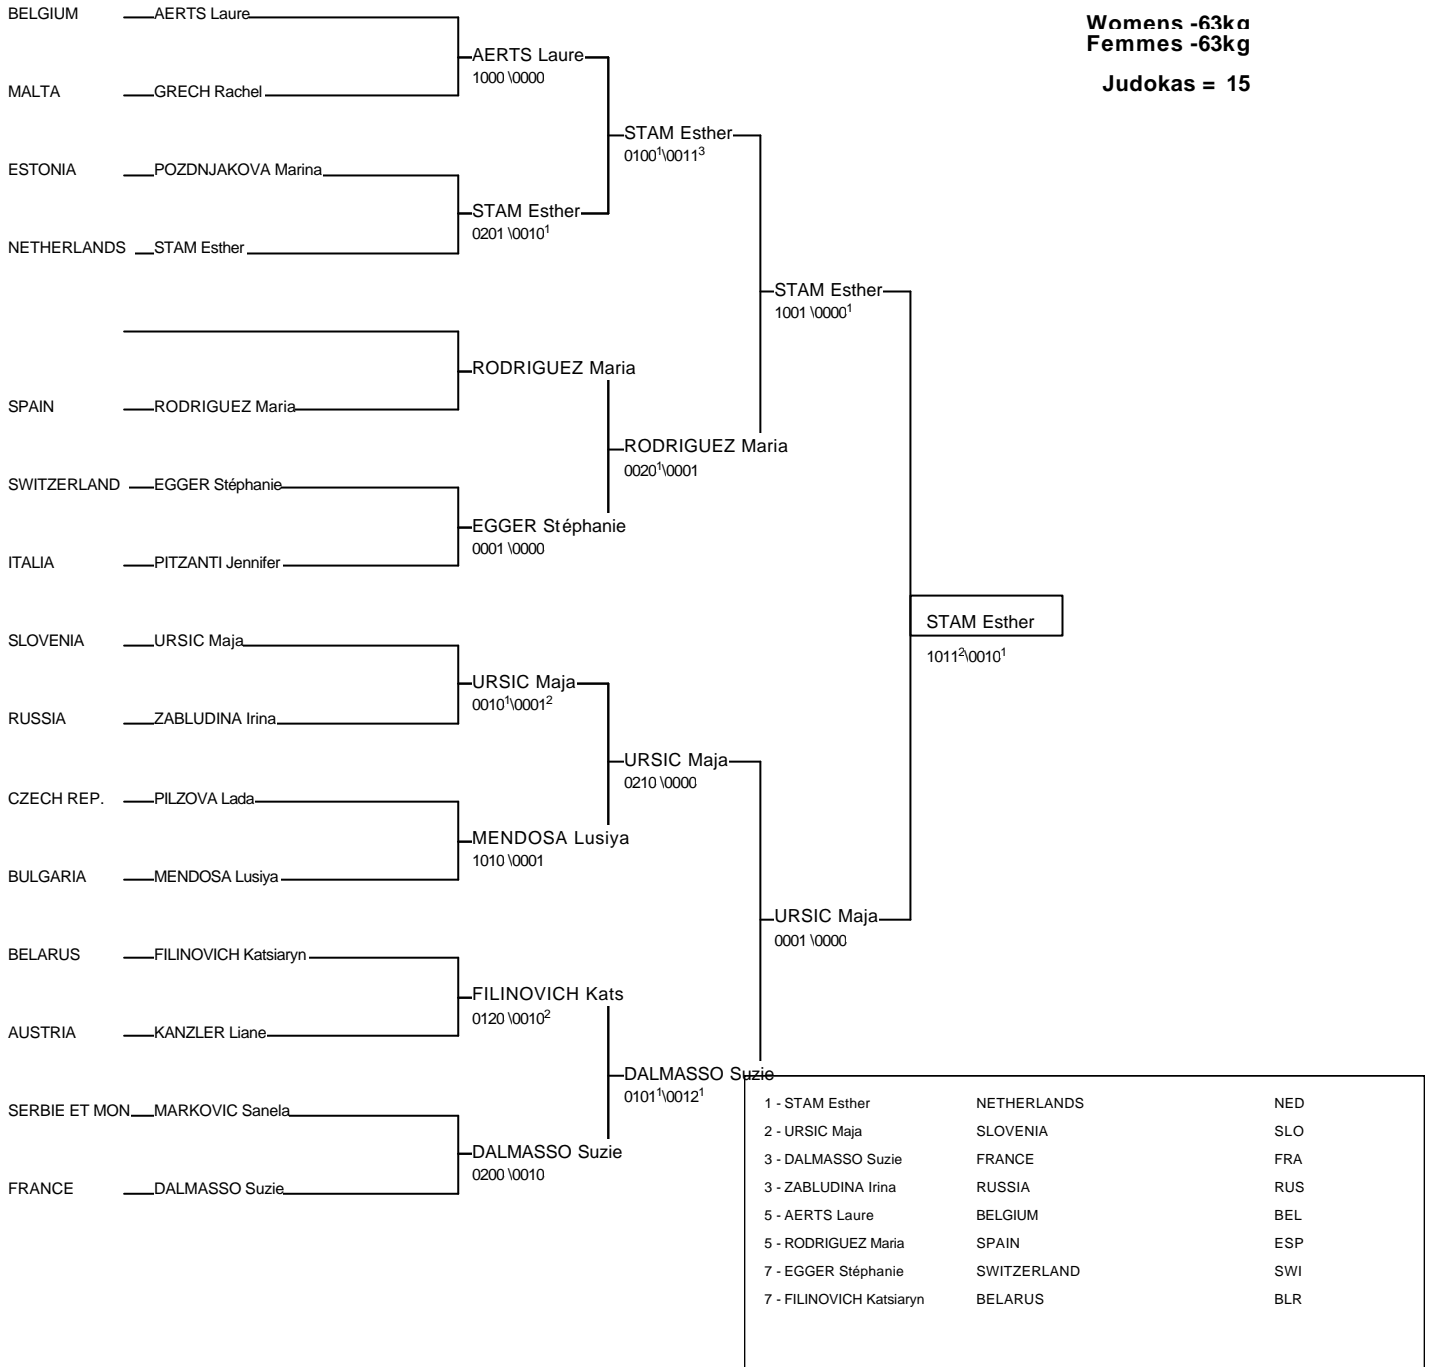 Womens -63kg
Femmes -63kg
Judokas = 15
BELGIUM AERTS Laure
AERTS Laure
1000 \0000
MALTA GRECH Rachel
STAM Esther
0100¹\0011³
ESTONIA POZDNJAKOVA Marina
STAM Esther
0201 \0010¹
NETHERLANDS STAM Esther
STAM Esther
1001 \0000¹
RODRIGUEZ Maria
SPAIN RODRIGUEZ Maria
RODRIGUEZ Maria
0020¹\0001
SWITZERLAND EGGER Stéphanie
EGGER Stéphanie
0001 \0000
ITALIA PITZANTI Jennifer
STAM Esther
1011²\0010¹
SLOVENIA URSIC Maja
URSIC Maja
0010¹\0001²
RUSSIA ZABLUDINA Irina
URSIC Maja
0210 \0000
CZECH REP. PILZOVA Lada
MENDOSA Lusiya
1010 \0001
BULGARIA MENDOSA Lusiya
URSIC Maja
0001 \0000
BELARUS FILINOVICH Katsiaryn
FILINOVICH Kats
0120 \0010²
AUSTRIA KANZLER Liane
DALMASSO Suzie
0101¹\0012¹
SERBIE ET MON MARKOVIC Sanela
DALMASSO Suzie
0200 \0010
FRANCE DALMASSO Suzie
1 - STAM Esther NETHERLANDS NED
2 - URSIC Maja SLOVENIA SLO
3 - DALMASSO Suzie FRANCE FRA
3 - ZABLUDINA Irina RUSSIA RUS
5 - AERTS Laure BELGIUM BEL
5 - RODRIGUEZ Maria SPAIN ESP
7 - EGGER Stéphanie SWITZERLAND SWI
7 - FILINOVICH Katsiaryn BELARUS BLR